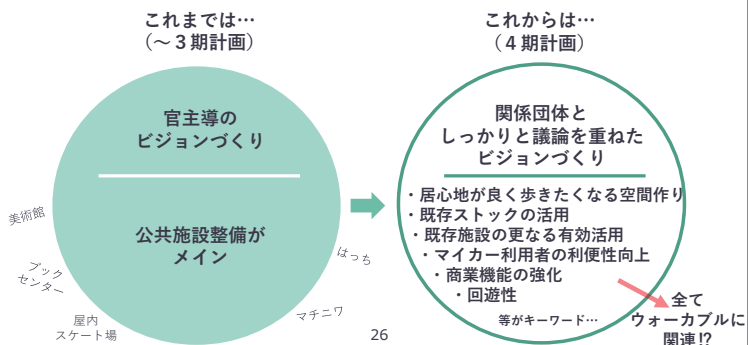 これまでは…
（～３期計画）
官主導の
ビジョンづくり
公共施設整備が
メイン
美術館
ブック
センター
屋内
スケート場
はっち
マチニワ
これからは…
（４期計画）
関係団体と
しっかりと議論を重ねた
ビジョンづくり
・居心地が良く歩きたくなる空間作り
・既存ストックの活用
・既存施設の更なる有効活用
・マイカー利用者の利便性向上
・商業機能の強化
・回遊性
等がキーワード…
全て
ウォーカブルに
関連⁉
26